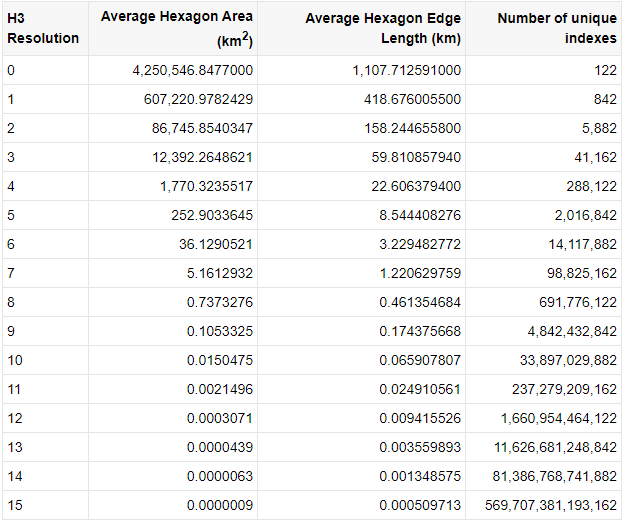 H3 Resolution Average Hexagon Area (km2) Average Hexagon Edge Length (km) Number of unique indexes
0 4,250,546.8477000 1,107.712591000 122
1 607,220.9782429 418.676005500 842
2 86,745.8540347 158.244655800 5,882
3 12,392.2648621 59.810857940 41,162
4 1,770.3235517 22.606379400 288,122
5 252.9033645 8.544408276 2,016,842
6 36.1290521 3.229482772 14,117,882
7 5.1612932 1.220629759 98,825,162
8 0.7373276 0.461354684 691,776,122
9 0.1053325 0.174375668 4,842,432,842
10 0.0150475 0.065907807 33,897,029,882
11 0.0021496 0.024910561 237,279,209,162
12 0.0003071 0.009415526 1,660,954,464,122
13 0.0000439 0.003559893 11,626,681,248,842
14 0.0000063 0.001348575 81,386,768,741,882
15 0.0000009 0.000509713 569,707,381,193,162